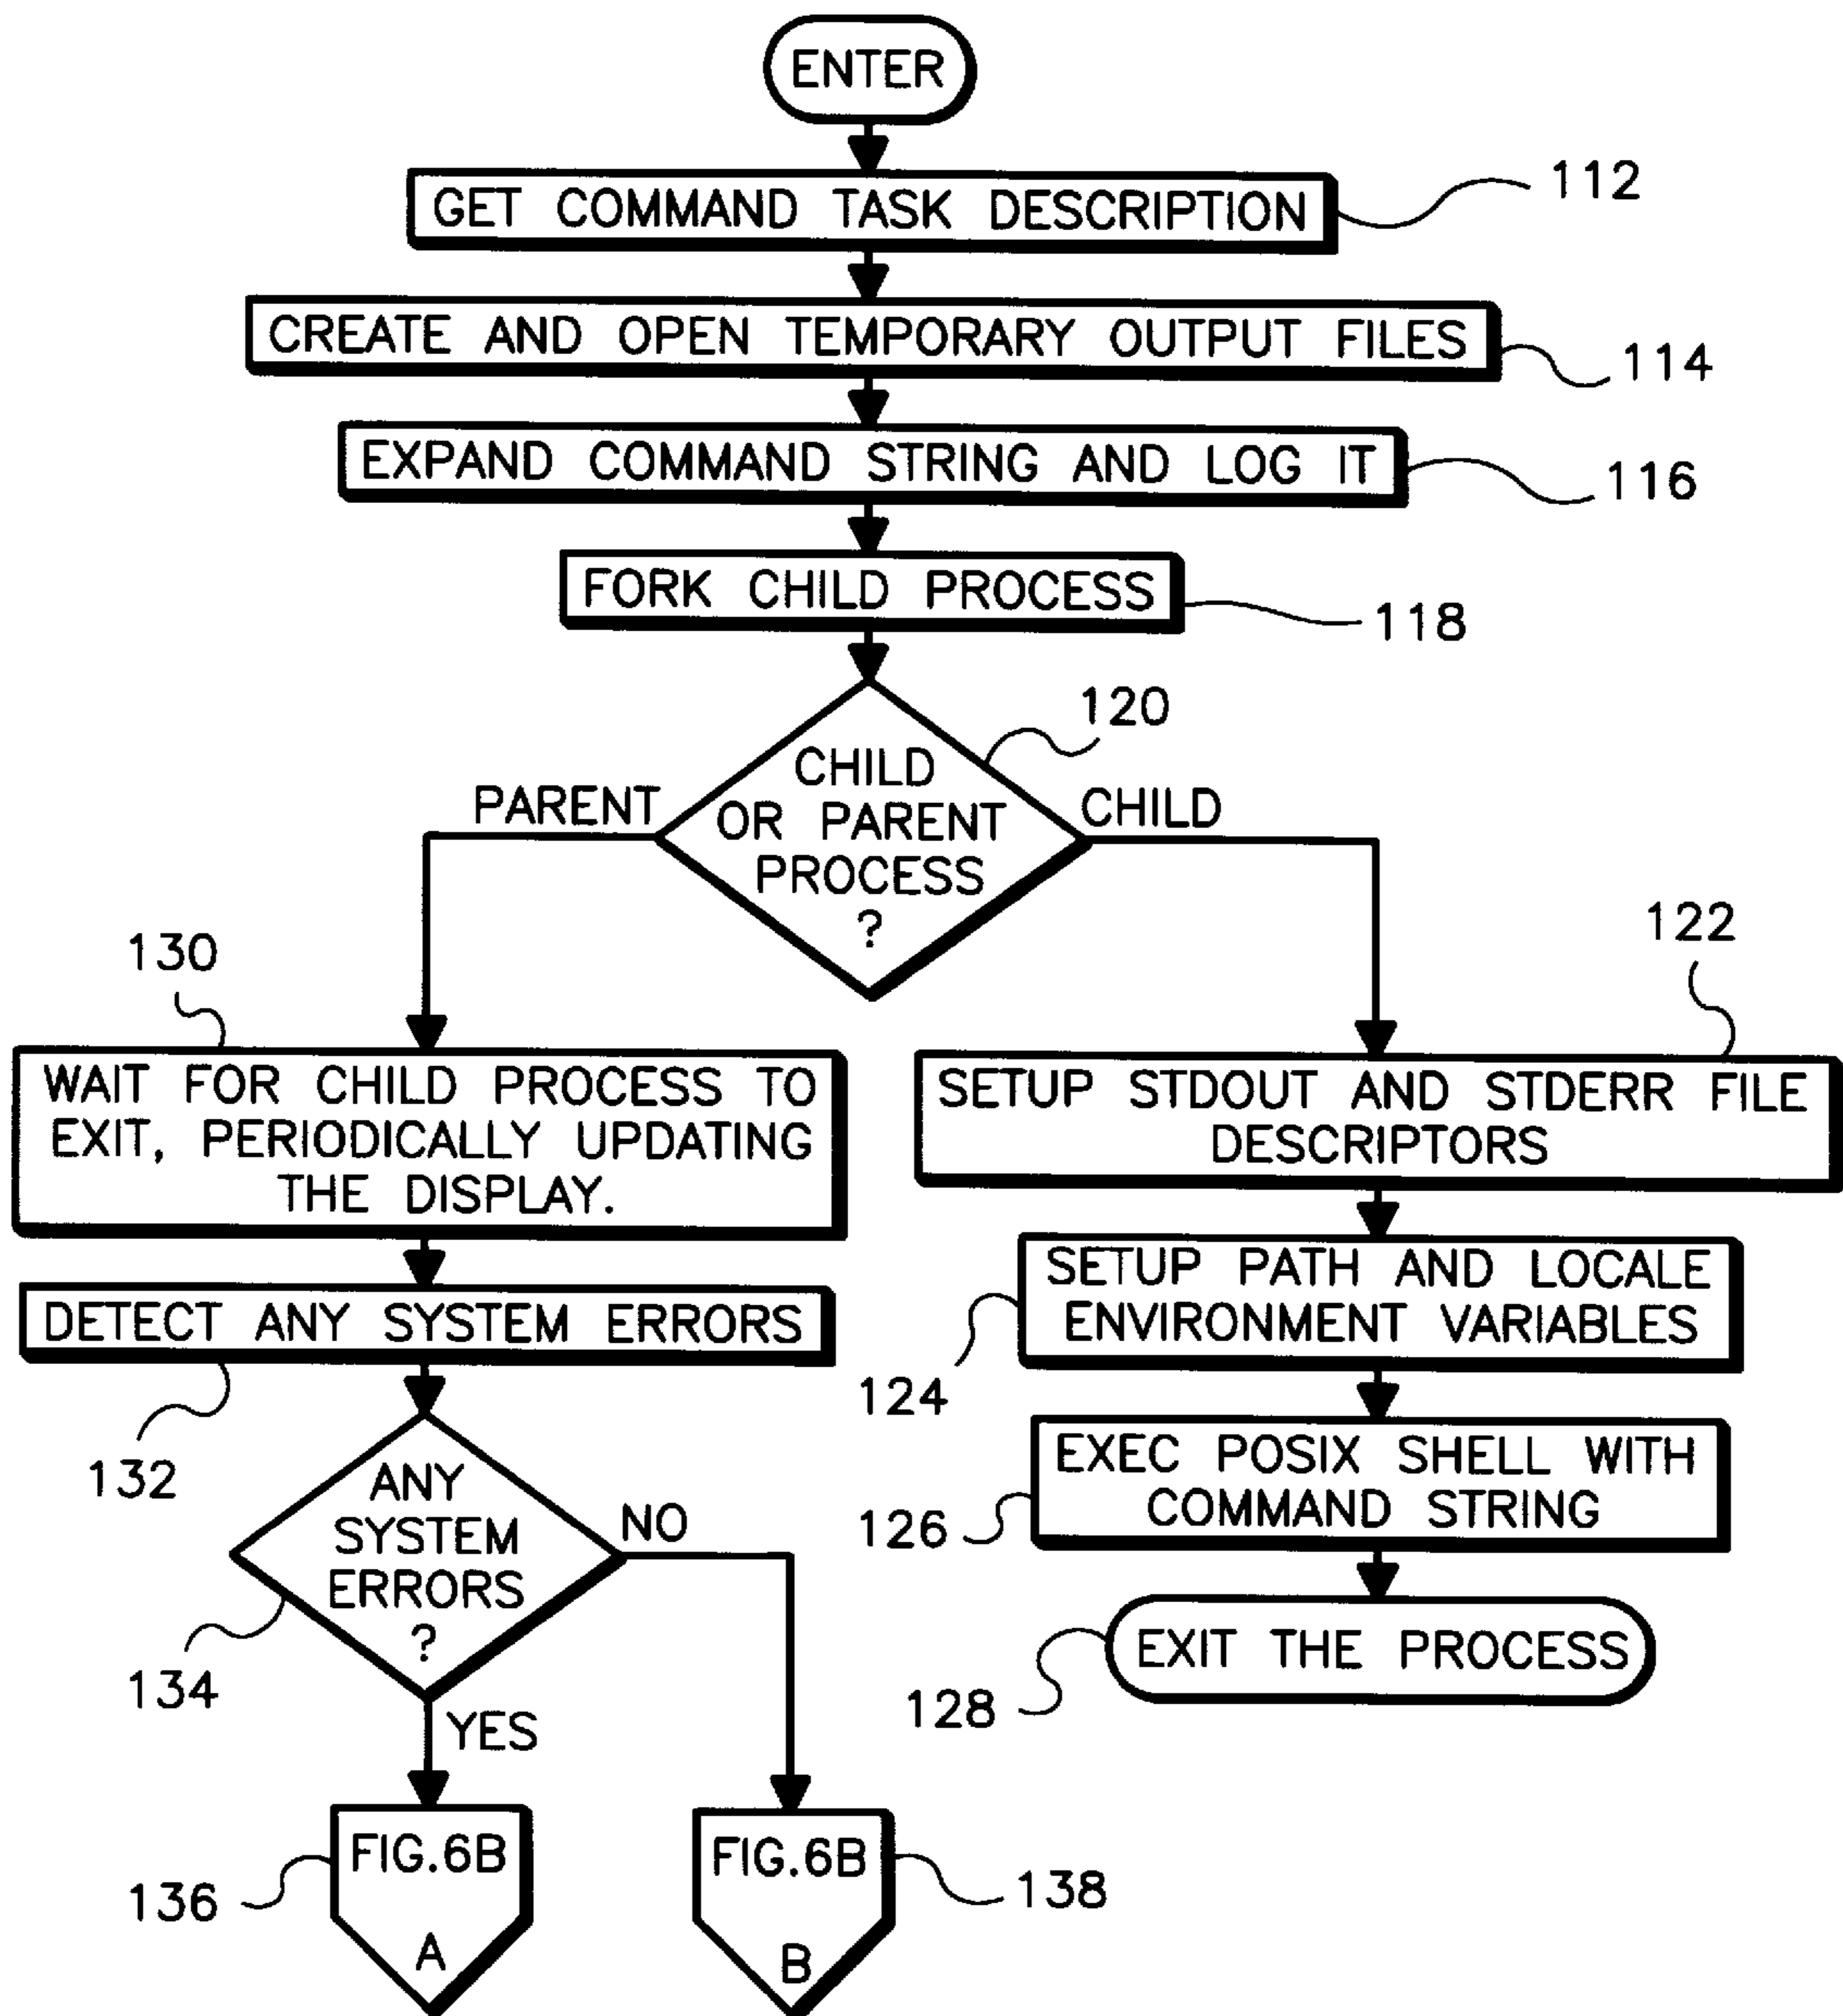 ENTER
GET COMMAND TASK DESCRIPTION
112
CREATE AND OPEN TEMPORARY OUTPUT FILES
114
EXPAND COMMAND STRING AND LOG IT
116
FORK CHILD PROCESS
118
120
CHILD
OR PARENT
PROCESS
?
PARENT
CHILD
130
WAIT FOR CHILD PROCESS TO
EXIT, PERIODICALLY UPDATING
THE DISPLAY.
122
SETUP STDOUT AND STDERR FILE
DESCRIPTORS
DETECT ANY SYSTEM ERRORS
132
SETUP PATH AND LOCALE
ENVIRONMENT VARIABLES
124
ANY
SYSTEM
ERRORS
?
134
NO
YES
EXEC POSIX SHELL WITH
COMMAND STRING
126
EXIT THE PROCESS
128
FIG.6B
A
136
FIG.6B
B
138